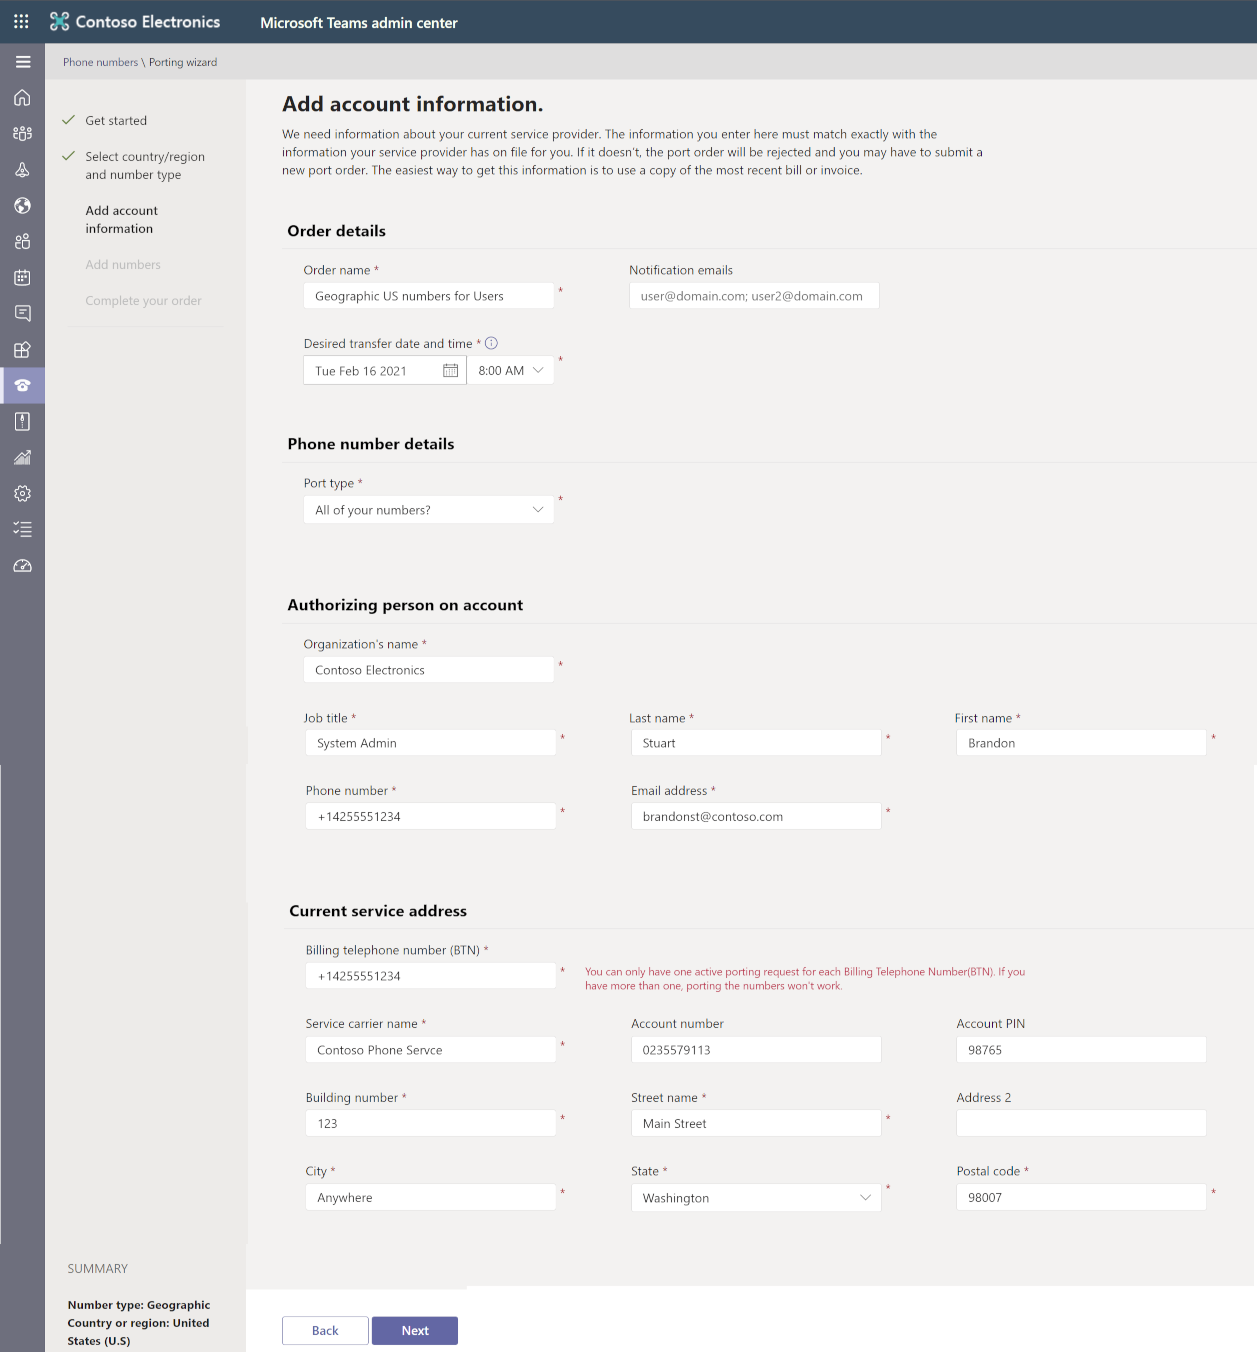 Contoso Electronics
Microsoft Teams admin center
Phone numbers \ Porting wizard
Get started
Select country/region
and number type
Add account
information
Add numbers
Complete your order
Add account information.
We need information about your current service provider. The information you enter here must match exactly with the
information your service provider has on file for you. If it doesn't, the port order will be rejected and you may have to submit a
new port order. The easiest way to get this information is to use a copy of the most recent bill or invoice.
Order details
Order name * Notification emails
Geographic US numbers for Users * user@domain.com; user2@domain.com
Desired transfer date and time *
Tue Feb 16 2021 8:00 AM *
Phone number details
Port type *
All of your numbers? *
Authorizing person on account
Organization's name *
Contoso Electronics *
Job title * Last name * First name *
System Admin * Stuart * Brandon *
Phone number * Email address *
+14255551234 * brandonst@contoso.com *
Current service address
Billing telephone number (BTN) *
+14255551234 * You can only have one active porting request for each Billing Telephone Number(BTN). If you
have more than one, porting the numbers won't work.
Service carrier name * Account number Account PIN
Contoso Phone Servce * 0235579113 98765
Building number * Street name * Address 2
123 * Main Street *
City * State * Postal code *
Anywhere * Washington * 98007 *
SUMMARY
Number type: Geographic
Country or region: United
States (U.S)
Back Next